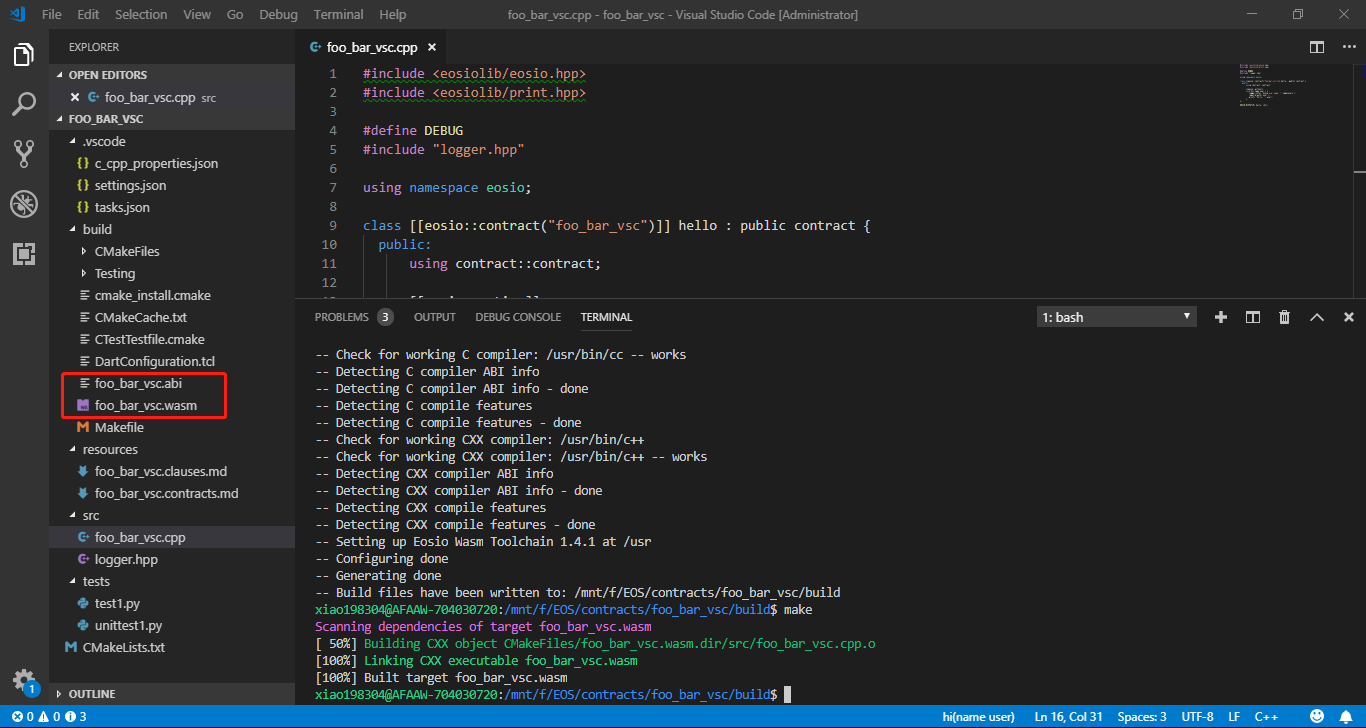 File Edit Selection View Go Debug Terminal Help foo_bar_vsc.cpp - foo_bar_vsc - Visual Studio Code [Administrator]
EXPLORER
OPEN EDITORS
foo_bar_vsc.cpp src
FOO_BAR_VSC
.vscode
{} c_cpp_properties.json
{} settings.json
{} tasks.json
build
CMakeFiles
Testing
cmake_install.cmake
CMakeCache.txt
CTestTestfile.cmake
DartConfiguration.tcl
foo_bar_vsc.abi
foo_bar_vsc.wasm
Makefile
resources
foo_bar_vsc.clauses.md
foo_bar_vsc.contracts.md
src
foo_bar_vsc.cpp
logger.hpp
tests
test1.py
unittest1.py
CMakeLists.txt
OUTLINE
1
foo_bar_vsc.cpp
1 #include <eosiolib/eosio.hpp>
2 #include <eosiolib/print.hpp>
3
4 #define DEBUG
5 #include "logger.hpp"
6
7 using namespace eosio;
8
9 class [[eosio::contract("foo_bar_vsc")]] hello : public contract {
10 public:
11 using contract::contract;
12
PROBLEMS 3 OUTPUT DEBUG CONSOLE TERMINAL 1: bash
-- Check for working C compiler: /usr/bin/cc -- works
-- Detecting C compiler ABI info
-- Detecting C compiler ABI info - done
-- Detecting C compile features
-- Detecting C compile features - done
-- Check for working CXX compiler: /usr/bin/c++
-- Check for working CXX compiler: /usr/bin/c++ -- works
-- Detecting CXX compiler ABI info
-- Detecting CXX compiler ABI info - done
-- Detecting CXX compile features
-- Detecting CXX compile features - done
-- Setting up Eosio Wasm Toolchain 1.4.1 at /usr
-- Configuring done
-- Generating done
-- Build files have been written to: /mnt/f/EOS/contracts/foo_bar_vsc/build
xiao198304@AFAAW-704030720:/mnt/f/EOS/contracts/foo_bar_vsc/build$ make
Scanning dependencies of target foo_bar_vsc.wasm
[ 50%] Building CXX object CMakeFiles/foo_bar_vsc.wasm.dir/src/foo_bar_vsc.cpp.o
[100%] Linking CXX executable foo_bar_vsc.wasm
[100%] Built target foo_bar_vsc.wasm
xiao198304@AFAAW-704030720:/mnt/f/EOS/contracts/foo_bar_vsc/build$
0 0 3 hi(name user) Ln 16, Col 31 Spaces: 3 UTF-8 LF C++